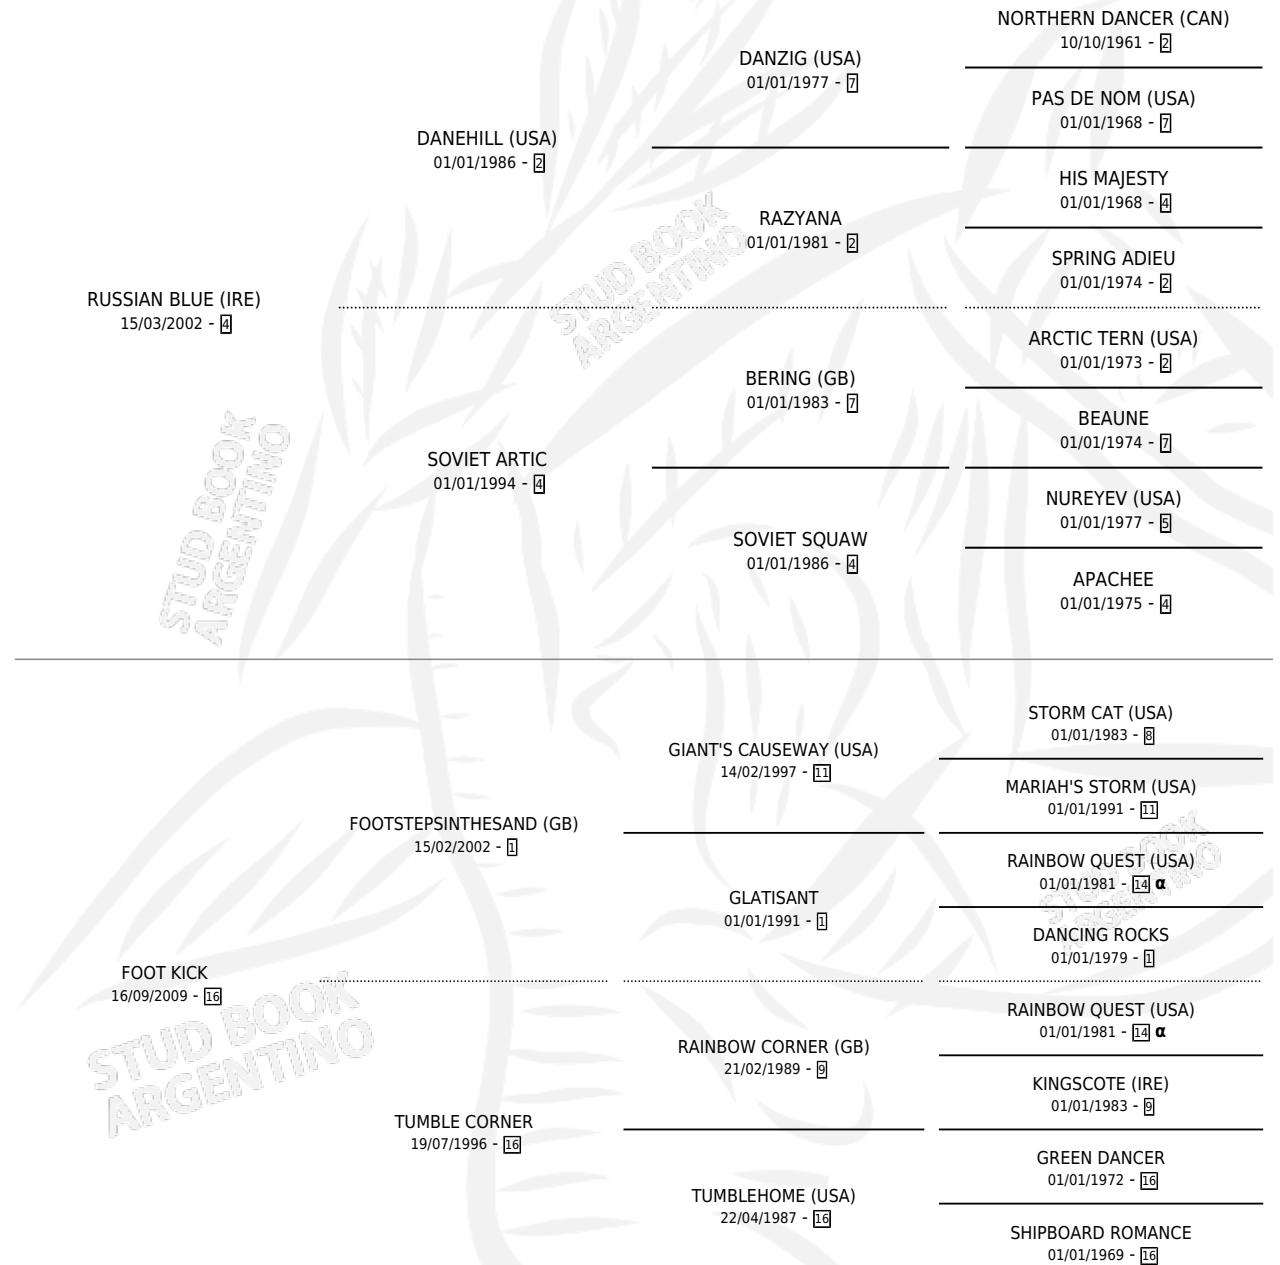 NORTHERN DANCER (CAN)
10/10/1961 - 2
DANZIG (USA)
01/01/1977 - 7
PAS DE NOM (USA)
01/01/1968 - 7
DANEHILL (USA)
01/01/1986 - 2
HIS MAJESTY
01/01/1968 - 4
RAZYANA
01/01/1981 - 2
SPRING ADIEU
01/01/1974 - 2
RUSSIAN BLUE (IRE)
15/03/2002 - 4
ARCTIC TERN (USA)
01/01/1973 - 2
BERING (GB)
01/01/1983 - 7
BEAUNE
01/01/1974 - 7
SOVIET ARTIC
01/01/1994 - 4
NUREYEV (USA)
01/01/1977 - 5
SOVIET SQUAW
01/01/1986 - 4
APACHEE
01/01/1975 - 4
STORM CAT (USA)
01/01/1983 - 8
GIANT'S CAUSEWAY (USA)
14/02/1997 - 11
MARIAH'S STORM (USA)
01/01/1991 - 11
FOOTSTEPSINTHESAND (GB)
15/02/2002 - 1
RAINBOW QUEST (USA)
01/01/1981 - 14 α
GLATISANT
01/01/1991 - 1
DANCING ROCKS
01/01/1979 - 1
FOOT KICK
16/09/2009 - 16
RAINBOW QUEST (USA)
01/01/1981 - 14 α
RAINBOW CORNER (GB)
21/02/1989 - 9
KINGSCOTE (IRE)
01/01/1983 - 9
TUMBLE CORNER
19/07/1996 - 16
GREEN DANCER
01/01/1972 - 16
TUMBLEHOME (USA)
22/04/1987 - 16
SHIPBOARD ROMANCE
01/01/1969 - 16
STUD BOOK
ARGENTINO
STUD BOOK
ARGENTINO
STUD BOOK
ARGENTINO
STUD BOOK
ARGENTINO